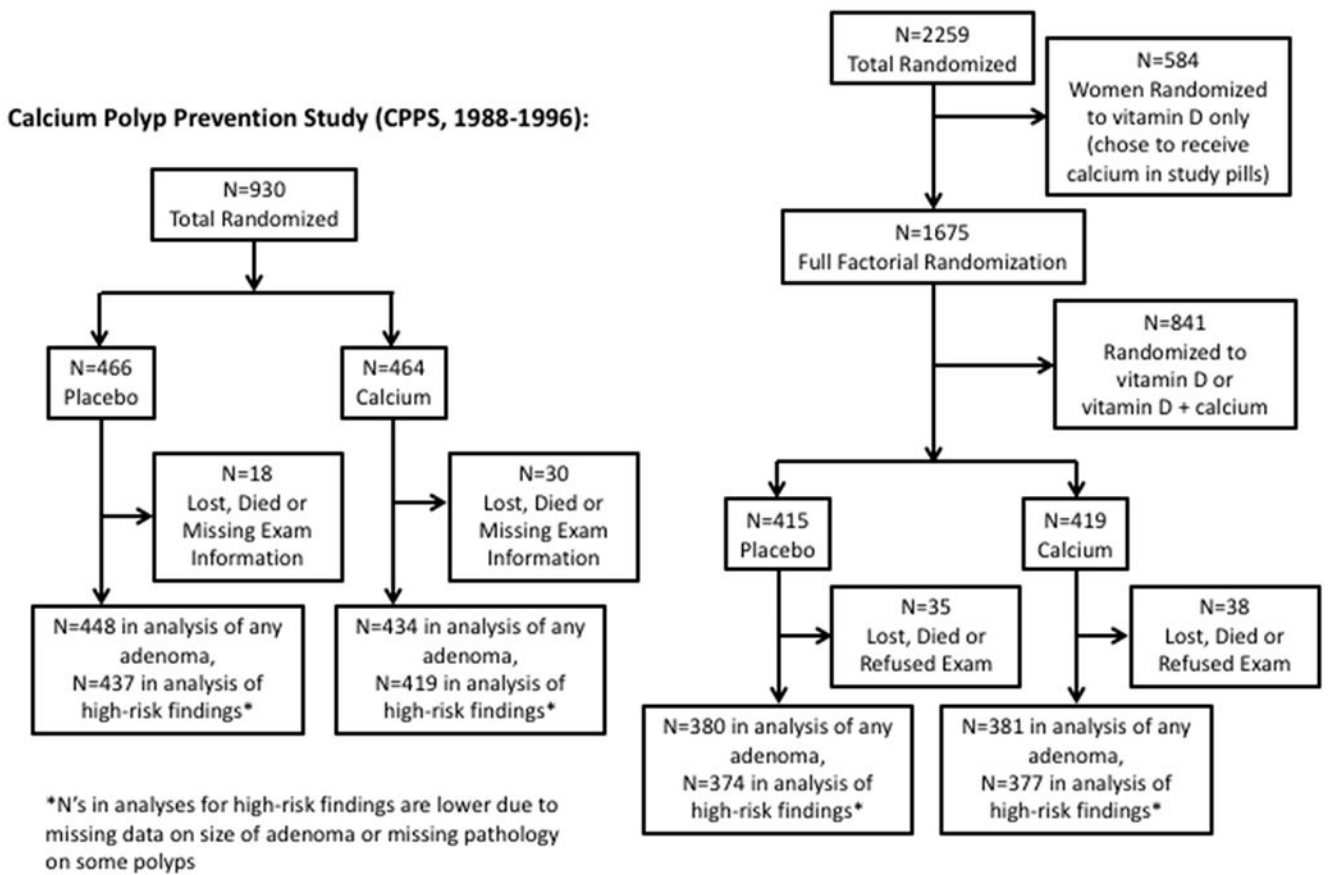 Calcium Polyp Prevention Study (CPPS, 1988-1996):
N=930
Total Randomized
N=466
Placebo
N=464
Calcium
N=18
Lost, Died or
Missing Exam
Information
N=30
Lost, Died or
Missing Exam
Information
N=448 in analysis of any
adenoma,
N=437 in analysis of
high-risk findings*
N=434 in analysis of any
adenoma,
N=419 in analysis of
high-risk findings*
*N's in analyses for high-risk findings are lower due to
missing data on size of adenoma or missing pathology
on some polyps
N=2259
Total Randomized
N=584
Women Randomized
to vitamin D only
(chose to receive
calcium in study pills)
N=1675
Full Factorial Randomization
N=841
Randomized to
vitamin D or
vitamin D + calcium
N=415
Placebo
N=419
Calcium
N=35
Lost, Died or
Refused Exam
N=38
Lost, Died or
Refused Exam
N=380 in analysis of any
adenoma,
N=374 in analysis of
high-risk findings*
N=381 in analysis of any
adenoma,
N=377 in analysis of
high-risk findings*